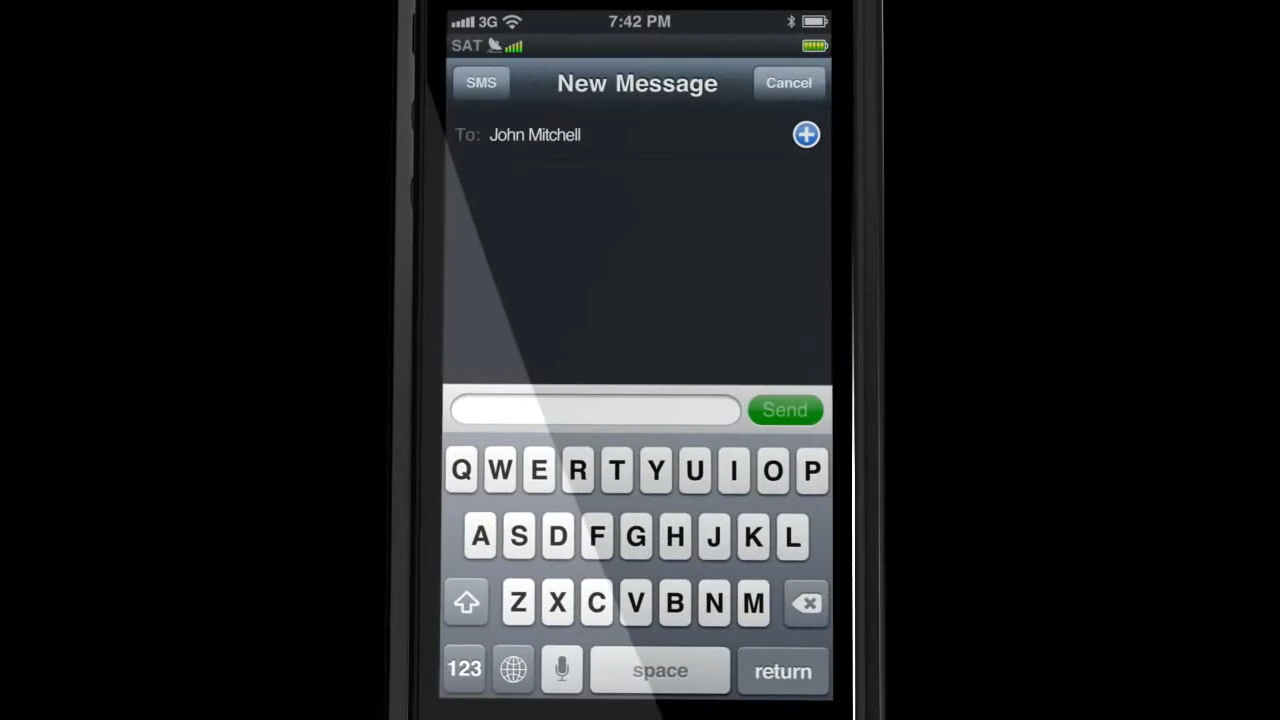 3G 7:42 PM
SAT
SMS New Message Cancel
To: John Mitchell
Send
Q W E R T Y U I O P
A S D F G H J K L
Z X C V B N M
123 space return